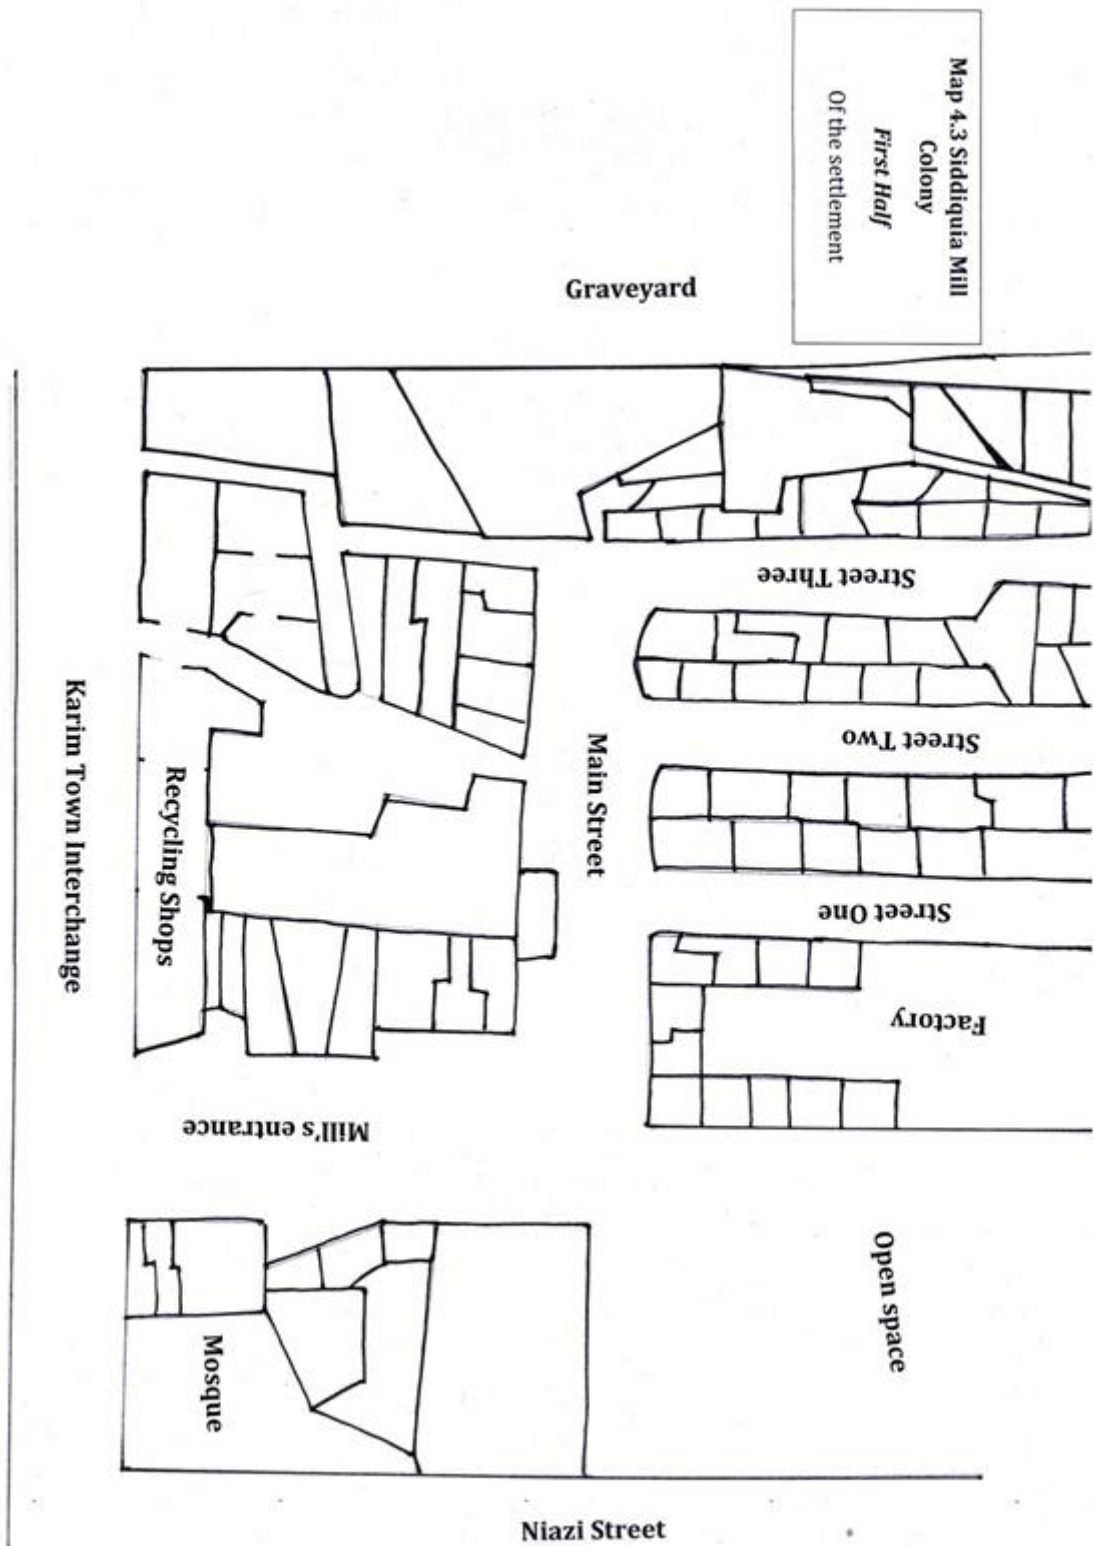 Map 4.3 Siddiquia Mill
Colony
First Half
Of the settlement
Graveyard
Street Three
Street Two
Main Street
Street One
Factory
Karim Town Interchange
Recycling Shops
Mill's entrance
Open space
Mosque
Niazi Street